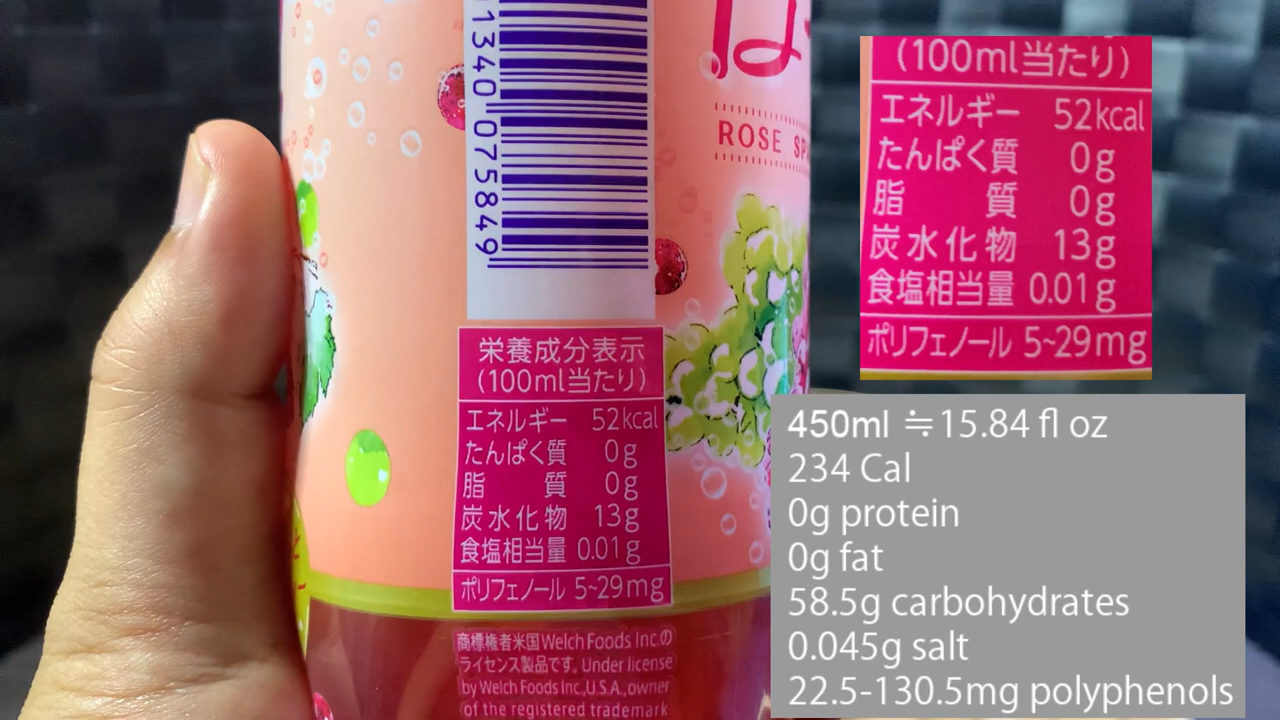 1340 075849
は
ROSE SP
栄養成分表示
(100ml当たり)
エネルギー 52kcal
たんぱく質 0g
脂 質 0g
炭水化物 13g
食塩相当量 0.01g
ポリフェノール 5~29mg
商標権者米国Welch Foods Inc.の
ライセンス製品です。Under license
by Welch Foods Inc.,U.S.A.,owner
of the registered trademark
(100ml当たり)
エネルギー 52kcal
たんぱく質 0g
脂 質 0g
炭水化物 13g
食塩相当量 0.01g
ポリフェノール 5~29mg
450ml ≒15.84 fl oz
234 Cal
0g protein
0g fat
58.5g carbohydrates
0.045g salt
22.5-130.5mg polyphenols